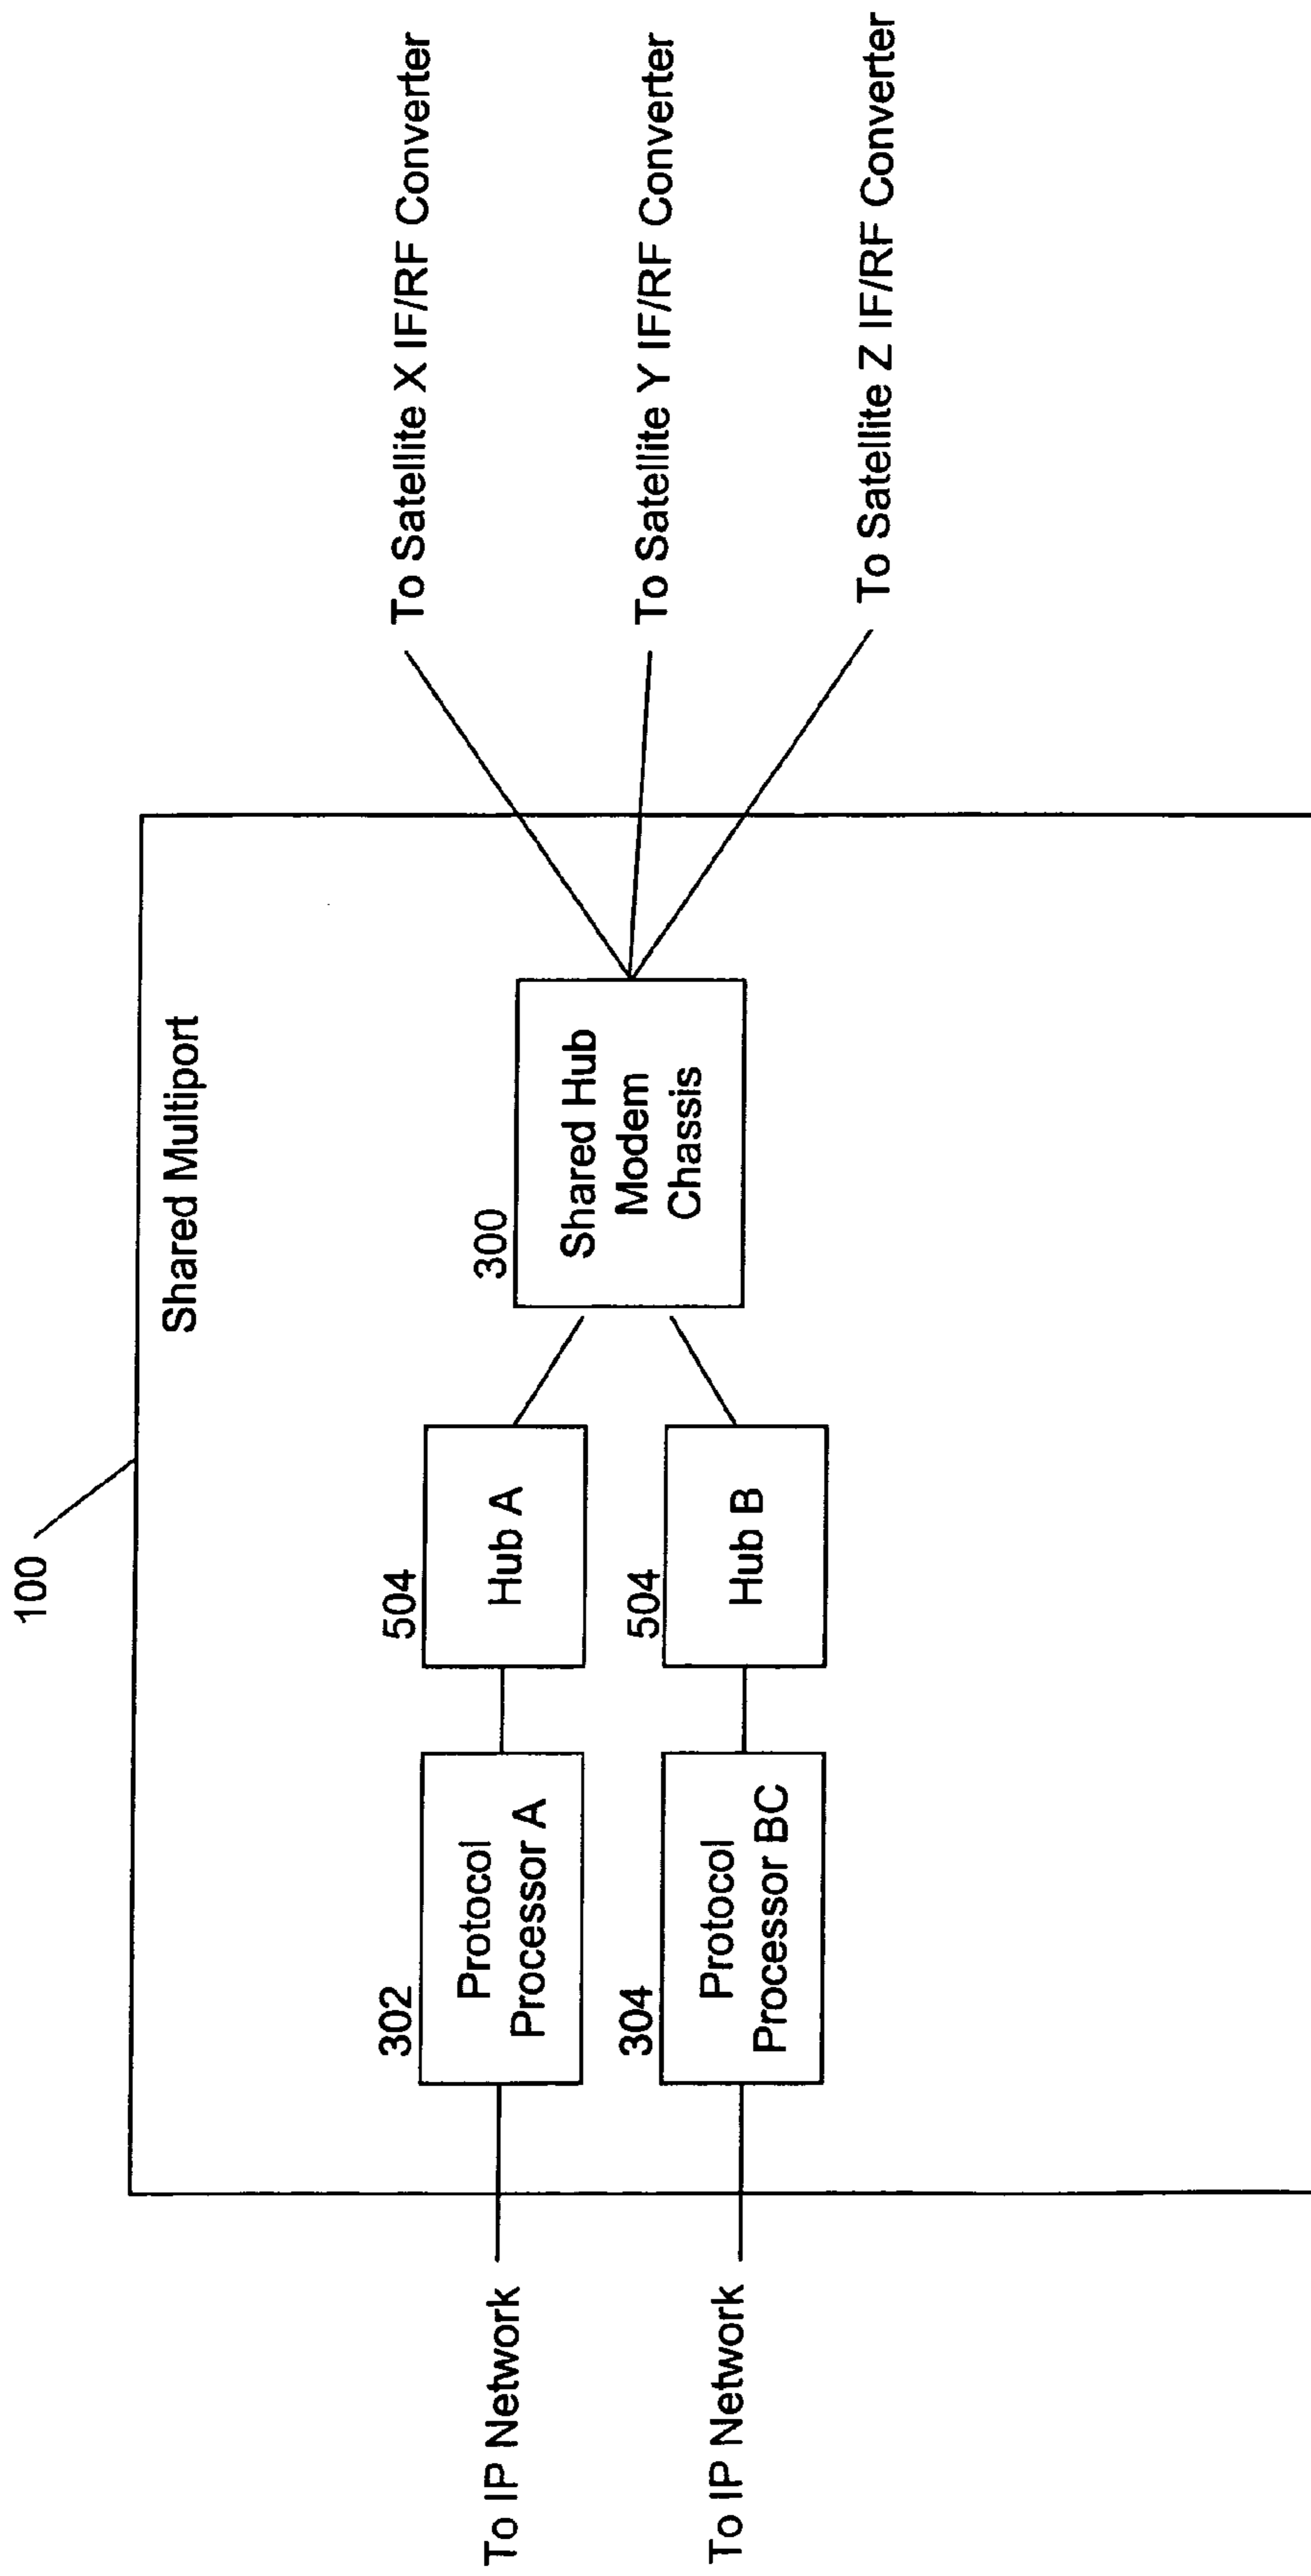 100
Shared Multiport
To IP Network
302
Protocol
Processor A
504
Hub A
To IP Network
304
Protocol
Processor BC
504
Hub B
300
Shared Hub
Modem
Chassis
To Satellite X IF/RF Converter
To Satellite Y IF/RF Converter
To Satellite Z IF/RF Converter